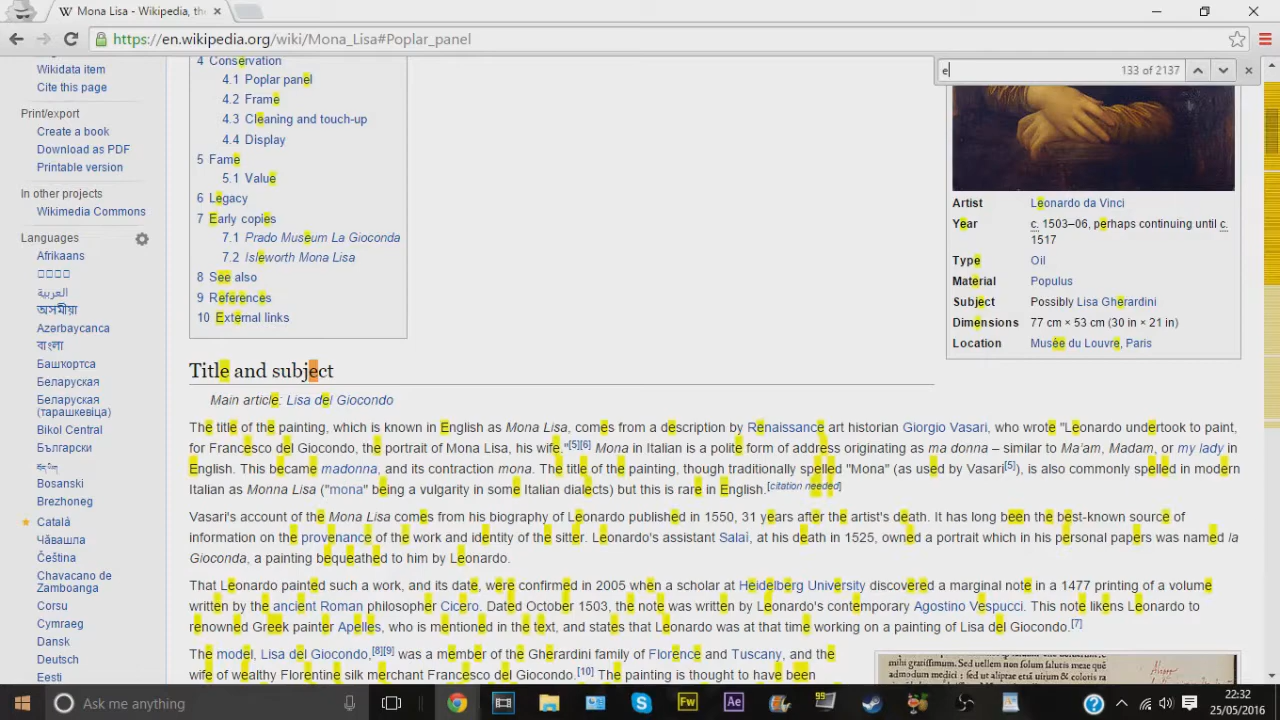 Mona Lisa - Wikipedia, the
https://en.wikipedia.org/wiki/Mona_Lisa#Poplar_panel
e
133 of 2137
Wikidata item
Cite this page
Print/export
Create a book
Download as PDF
Printable version
In other projects
Wikimedia Commons
Languages
Afrikaans
العربية
অসমীয়া
Azərbaycanca
বাংলা
Башҡортса
Беларуская
Беларуская
(тарашкевіца)
Bikol Central
Български
Bosanski
Brezhoneg
Català
Чӑвашла
Čeština
Chavacano de
Zamboanga
Corsu
Cymraeg
Dansk
Deutsch
Eesti
4 Conservation
4.1 Poplar panel
4.2 Frame
4.3 Cleaning and touch-up
4.4 Display
5 Fame
5.1 Value
6 Legacy
7 Early copies
7.1 Prado Museum La Gioconda
7.2 Isleworth Mona Lisa
8 See also
9 References
10 External links
Artist Leonardo da Vinci
Year c. 1503–06, perhaps continuing until c.
1517
Type Oil
Material Populus
Subject Possibly Lisa Gherardini
Dimensions 77 cm × 53 cm (30 in × 21 in)
Location Musée du Louvre, Paris
Title and subject
Main article: Lisa del Giocondo
The title of the painting, which is known in English as Mona Lisa, comes from a description by Renaissance art historian Giorgio Vasari, who wrote "Leonardo undertook to paint,
for Francesco del Giocondo, the portrait of Mona Lisa, his wife."[5][6] Mona in Italian is a polite form of address originating as ma donna – similar to Ma'am, Madam, or my lady in
English. This became madonna, and its contraction mona. The title of the painting, though traditionally spelled "Mona" (as used by Vasari[5]), is also commonly spelled in modern
Italian as Monna Lisa ("mona" being a vulgarity in some Italian dialects) but this is rare in English.[citation needed]
Vasari's account of the Mona Lisa comes from his biography of Leonardo published in 1550, 31 years after the artist's death. It has long been the best-known source of
information on the provenance of the work and identity of the sitter. Leonardo's assistant Salaì, at his death in 1525, owned a portrait which in his personal papers was named la
Gioconda, a painting bequeathed to him by Leonardo.
That Leonardo painted such a work, and its date, were confirmed in 2005 when a scholar at Heidelberg University discovered a marginal note in a 1477 printing of a volume
written by the ancient Roman philosopher Cicero. Dated October 1503, the note was written by Leonardo's contemporary Agostino Vespucci. This note likens Leonardo to
renowned Greek painter Apelles, who is mentioned in the text, and states that Leonardo was at that time working on a painting of Lisa del Giocondo.[7]
The model, Lisa del Giocondo,[8][9] was a member of the Gherardini family of Florence and Tuscany, and the
wife of wealthy Florentine silk merchant Francesco del Giocondo.[10] The painting is thought to have been
Ask me anything
Fw
Ae
99
22:32
25/05/2016